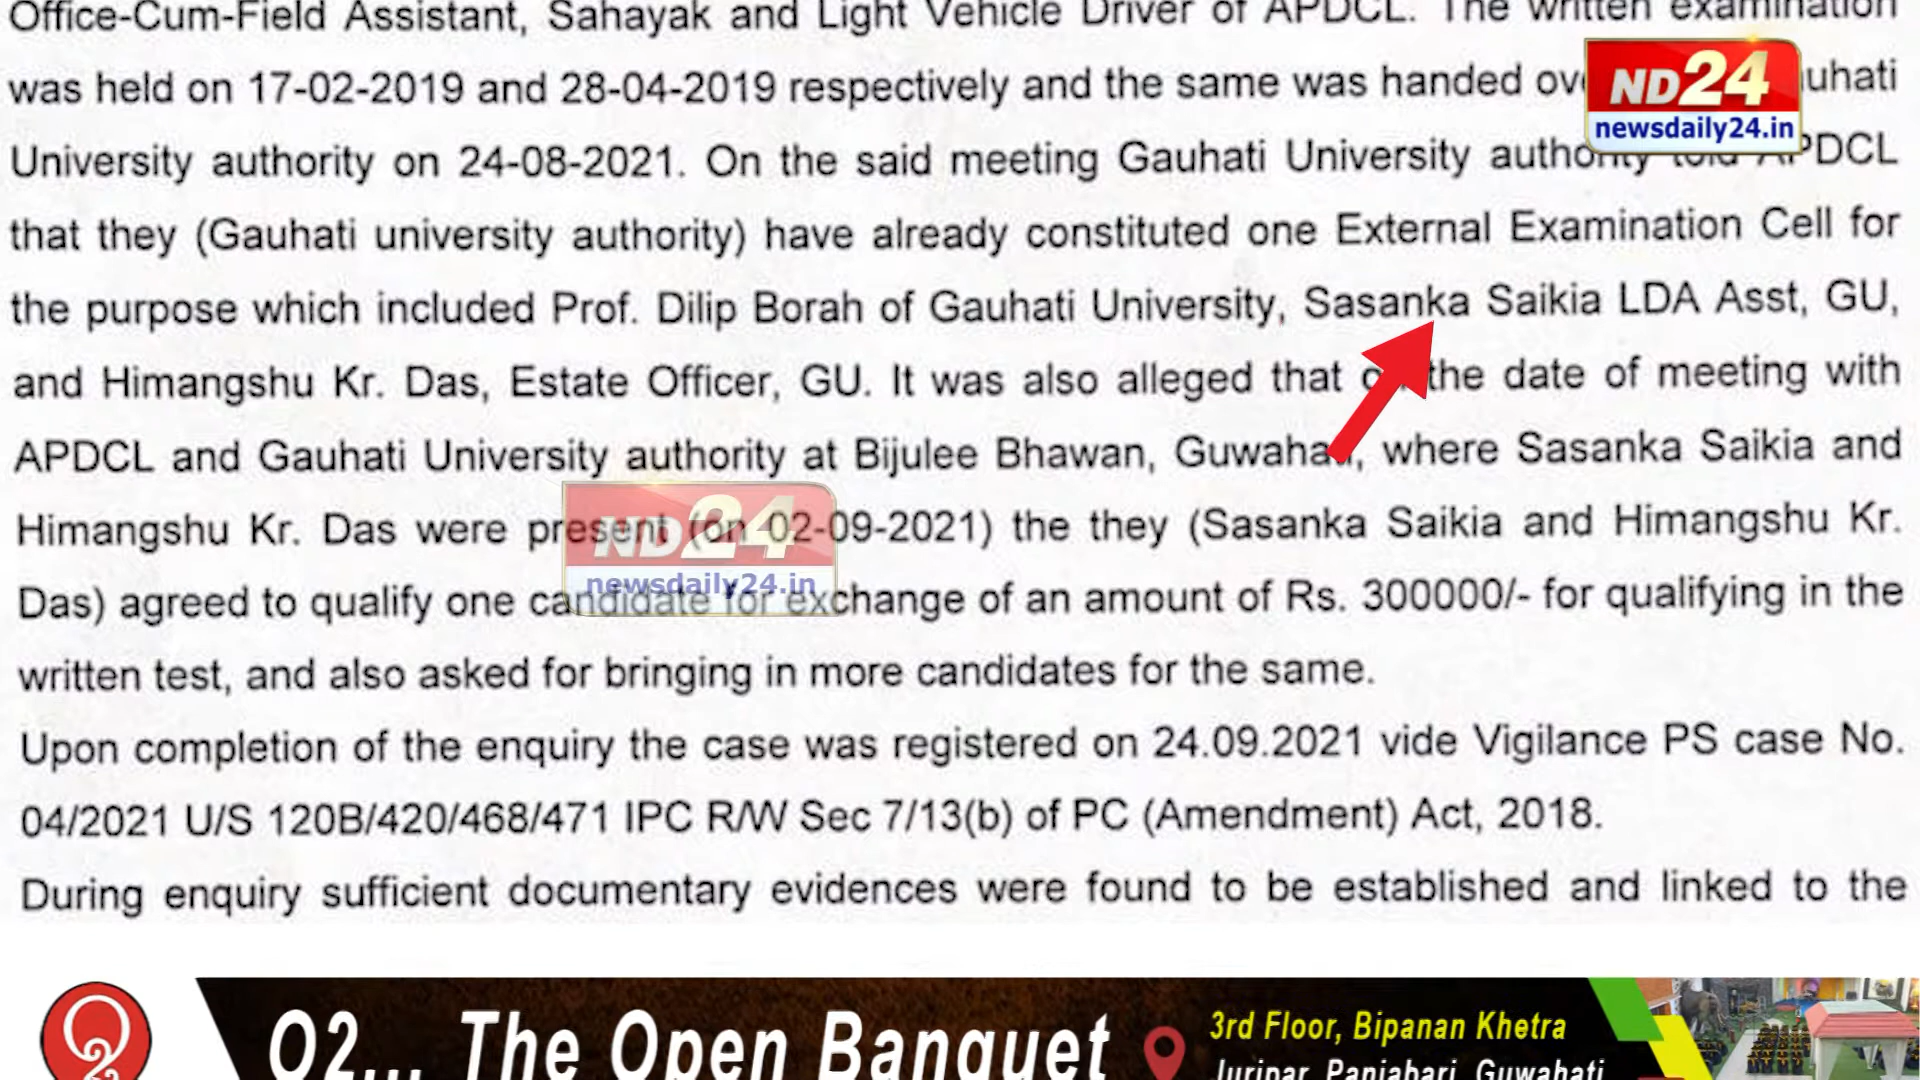 Office-Cum-Field Assistant, Sahayak and Light Vehicle Driver of APDCL. The written examination
was held on 17-02-2019 and 28-04-2019 respectively and the same was handed
University authority on 24-08-2021. On the said meeting Gauhati University authority told APDCL
that they (Gauhati university authority) have already constituted one External Examination Cell for
the purpose which included Prof. Dilip Borah of Gauhati University, Sasanka Saikia LDA Asst, GU,
and Himangshu Kr. Das, Estate Officer, GU. It was also alleged that on the date of meeting with
APDCL and Gauhati University authority at Bijulee Bhawan, Guwahati, where Sasanka Saikia and
Himangshu Kr. Das were present (on 02-09-2021) the they (Sasanka Saikia and Himangshu Kr.
Das) agreed to qualify one candidate for exchange of an amount of Rs. 300000/- for qualifying in the
written test, and also asked for bringing in more candidates for the same.
Upon completion of the enquiry the case was registered on 24.09.2021 vide Vigilance PS case No.
04/2021 U/S 120B/420/468/471 IPC R/W Sec 7/13(b) of PC (Amendment) Act, 2018.
During enquiry sufficient documentary evidences were found to be established and linked to the
ND24
newsdaily24.in
ND24
newsdaily24.in
O2... The Open Banquet
3rd Floor, Bipanan Khetra
Juripar, Panjabari, Guwahati